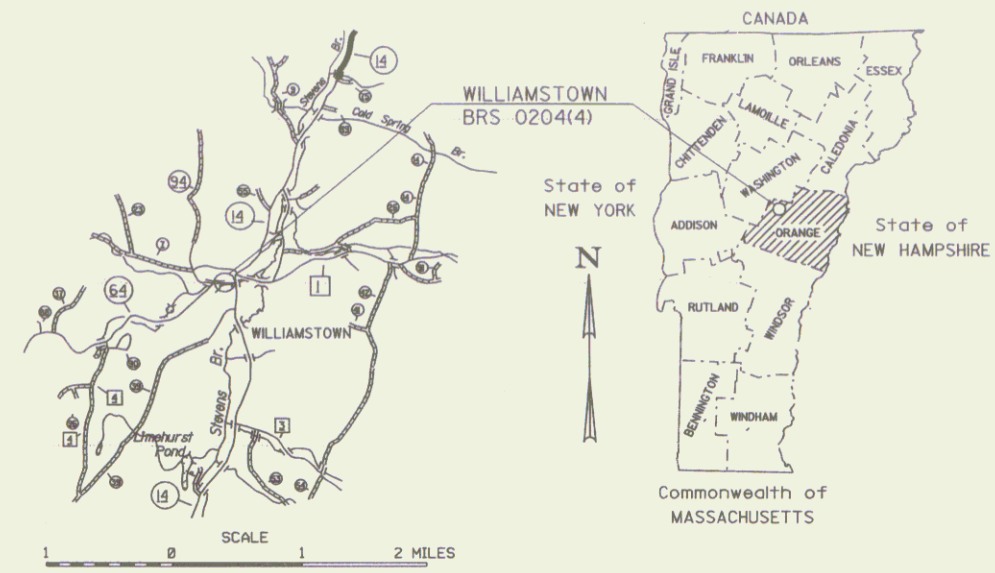 CANADA
FRANKLIN
ORLEANS
ESSEX
GRAND ISLE
LAMOILLE
CHITTENDEN
CALEDONIA
WASHINGTON
ADDISON
ORANGE
RUTLAND
WINDSOR
BENNINGTON
WINDHAM
State of
NEW YORK
State of
NEW HAMPSHIRE
Commonwealth of
MASSACHUSETTS
N
WILLIAMSTOWN
BRS 0204(4)
14
Stevens
Br.
Cold Spring
Br.
94
14
64
1
WILLIAMSTOWN
Stevens
Br.
Limehurst
Pond
3
14
SCALE
1 0 1 2 MILES